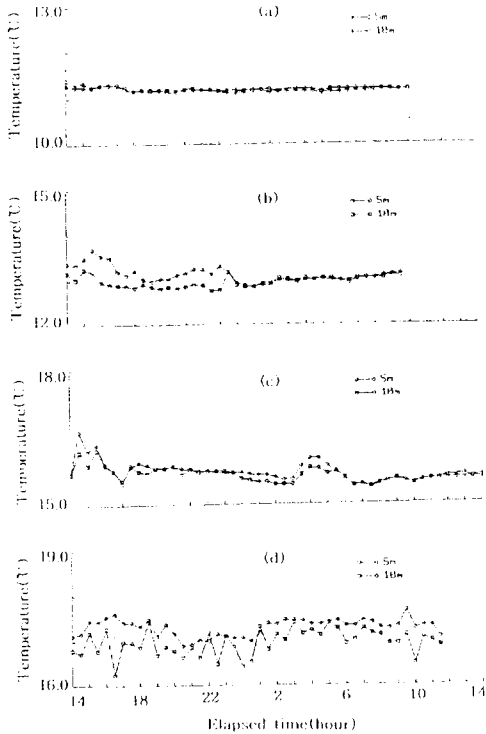 (a)
13.0
5m
10m
Temperature(℃)
10.0
(b)
15.0
5m
10m
Temperature(℃)
12.0
(c)
18.0
5m
10m
Temperature(℃)
15.0
(d)
19.0
5m
10m
Temperature(℃)
16.0
14 18 22 2 6 10 14
Elapsed time(hour)